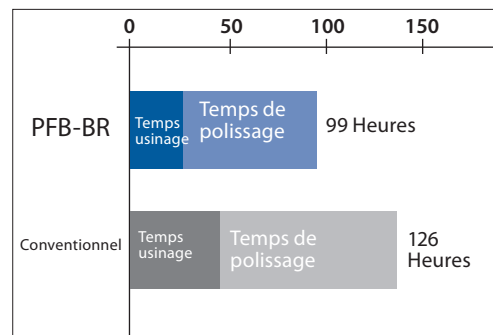 0 50 100 150
PFB-BR
Temps
usinage
Temps de
polissage
99 Heures
Conventionnel
Temps
usinage
Temps de
polissage
126
Heures